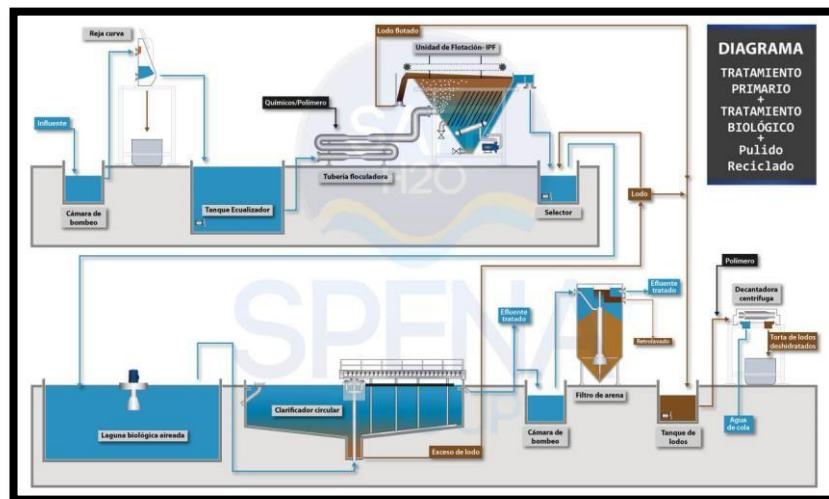 Reja curva
Lodo flotado
Unidad de Flotación- IPF
DIAGRAMA
TRATAMIENTO
PRIMARIO
+
TRATAMIENTO
BIOLÓGICO
+
Pulido
Reciclado
Químicos/Polímero
Influente
Cámara de
bombeo
Tanque Ecualizador
Tubería floculadora
Selector
Lodo
SPENA
H2O
SPENA
Polímero
Efluente
tratado
Efluente
tratado
Decantadora
centrífuga
Retrolavado
Torta de lodos
deshidratados
Laguna biológica aireada
Clarificador circular
Exceso de lodo
Cámara de
bombeo
Filtro de arena
Tanque de
lodos
Agua
de cola